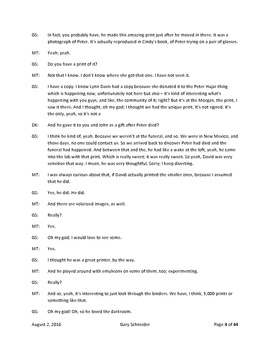 GS: In fact, you probably have, he made this amazing print just after he moved in there. It was a
photograph of Peter. It's actually reproduced in Cindy's book, of Peter trying on a pair of glasses.
MT: Yeah; yeah.
GS: Do you have a print of it?
MT: Not that I know. I don't know where she got that one. I have not seen it.
GS: I have a copy. I know Lynn Davis had a copy because she donated it to the Peter Hujar thing
which is happening now, unfortunately not here but also – it's kind of interesting what's
happening with you guys, and like, the community of it, right? But it's at the Morgan, the print, I
saw it there. And I thought, oh my god; I thought we had the unique print. It's not signed. It's
the only, yeah, so it's not a
DK: And he gave it to you and John as a gift after Peter died?
GS: I think he kind of, yeah. Because we weren't at the funeral, and so. We were in New Mexico, and
those days, no one could contact us. So we arrived back to discover Peter had died and the
funeral had happened. And between that and the, he had like a wake at the loft, yeah, he came
into the lab with that print. Which is really sweet; it was really sweet. So yeah, David was very
sensitive that way. I mean, he was very thoughtful. Sorry, I keep diverting.
MT: I was always curious about that, if David actually printed the smaller ones, because I assumed
that he did.
GS: Yes, he did. He did.
MT: And there are solarized images, as well.
GS: Really?
MT: Yes.
GS: Oh my god; I would love to see some.
MT: Yes.
GS: I thought he was a great printer, by the way.
MT: And he played around with emulsions on some of them, too; experimenting.
GS: Really?
MT: And so, yeah, it's interesting to just look through the binders. We have, I think, 3,000 prints or
something like that.
GS: Oh my god! Oh, so he loved the darkroom.
August 2, 2016 Gary Schneider Page 4 of 44